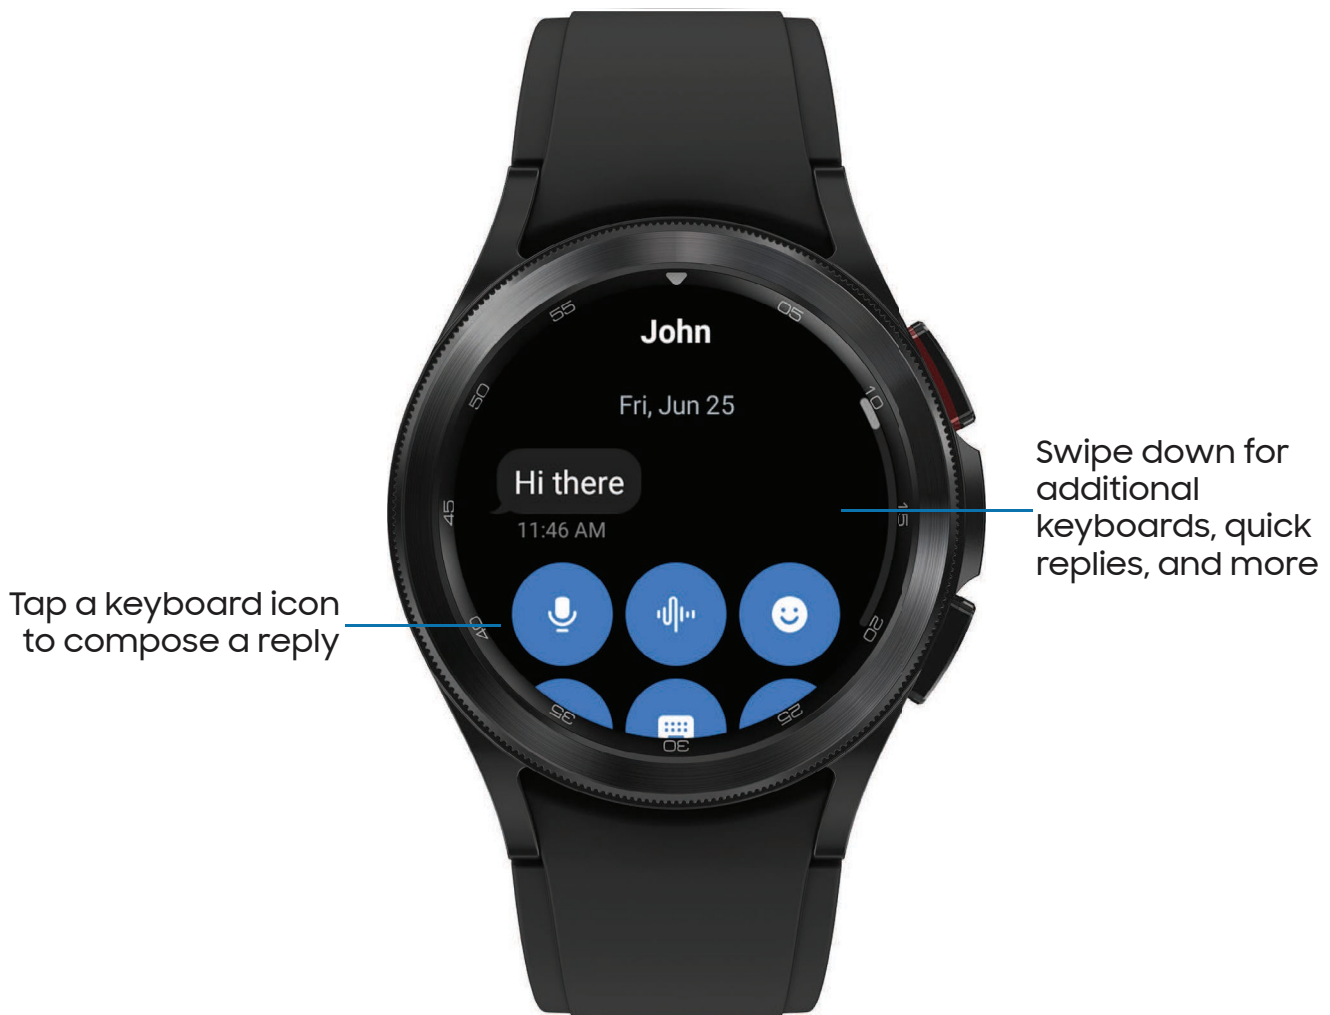 John
Fri, Jun 25
Hi there
11:46 AM
Tap a keyboard icon
to compose a reply
Swipe down for
additional
keyboards, quick
replies, and more
05
10
15
20
25
30
35
40
45
50
55